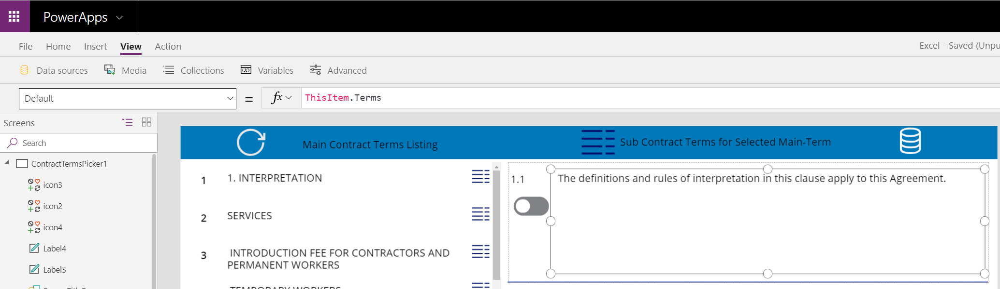 PowerApps
File Home Insert View Action
Excel - Saved (Unpu
Data sources Media Collections Variables Advanced
Default = fx ThisItem.Terms
Screens
Search
ContractTermsPicker1
icon3
icon2
icon4
Label4
Label3
Main Contract Terms Listing
Sub Contract Terms for Selected Main-Term
1 1. INTERPRETATION
2 SERVICES
3 INTRODUCTION FEE FOR CONTRACTORS AND
PERMANENT WORKERS
TEMPORARY WORKERS
1.1 The definitions and rules of interpretation in this clause apply to this Agreement.